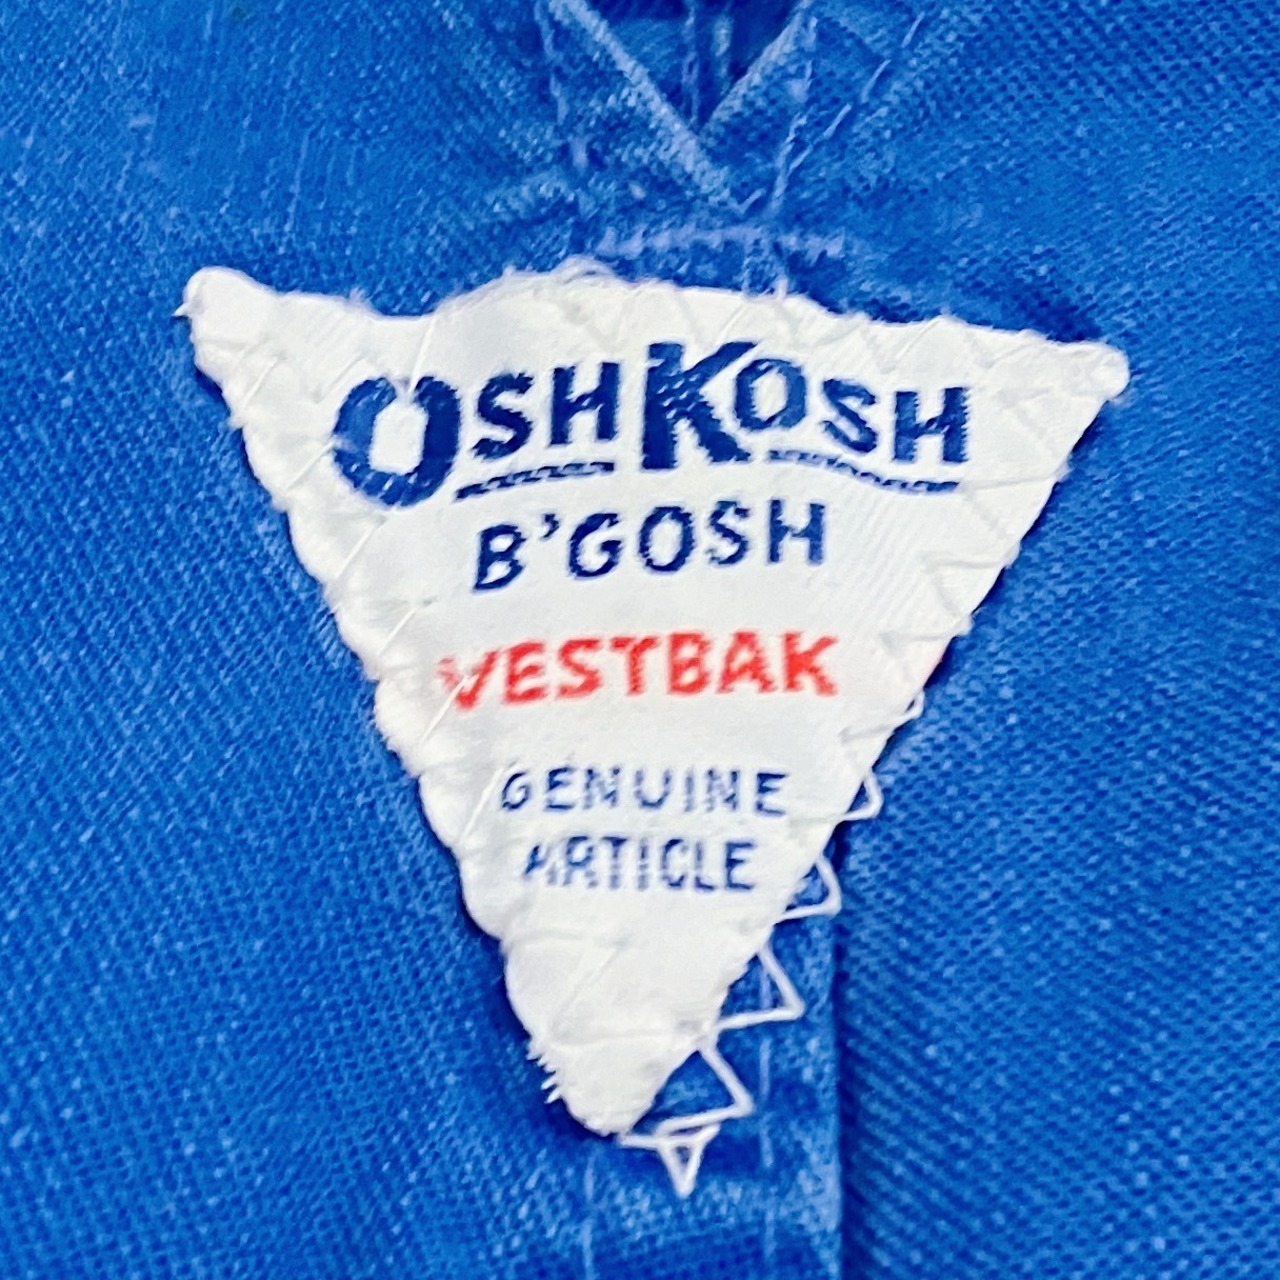 OSHKOSH
B'GOSH
VESTBAK
GENUINE
ARTICLE